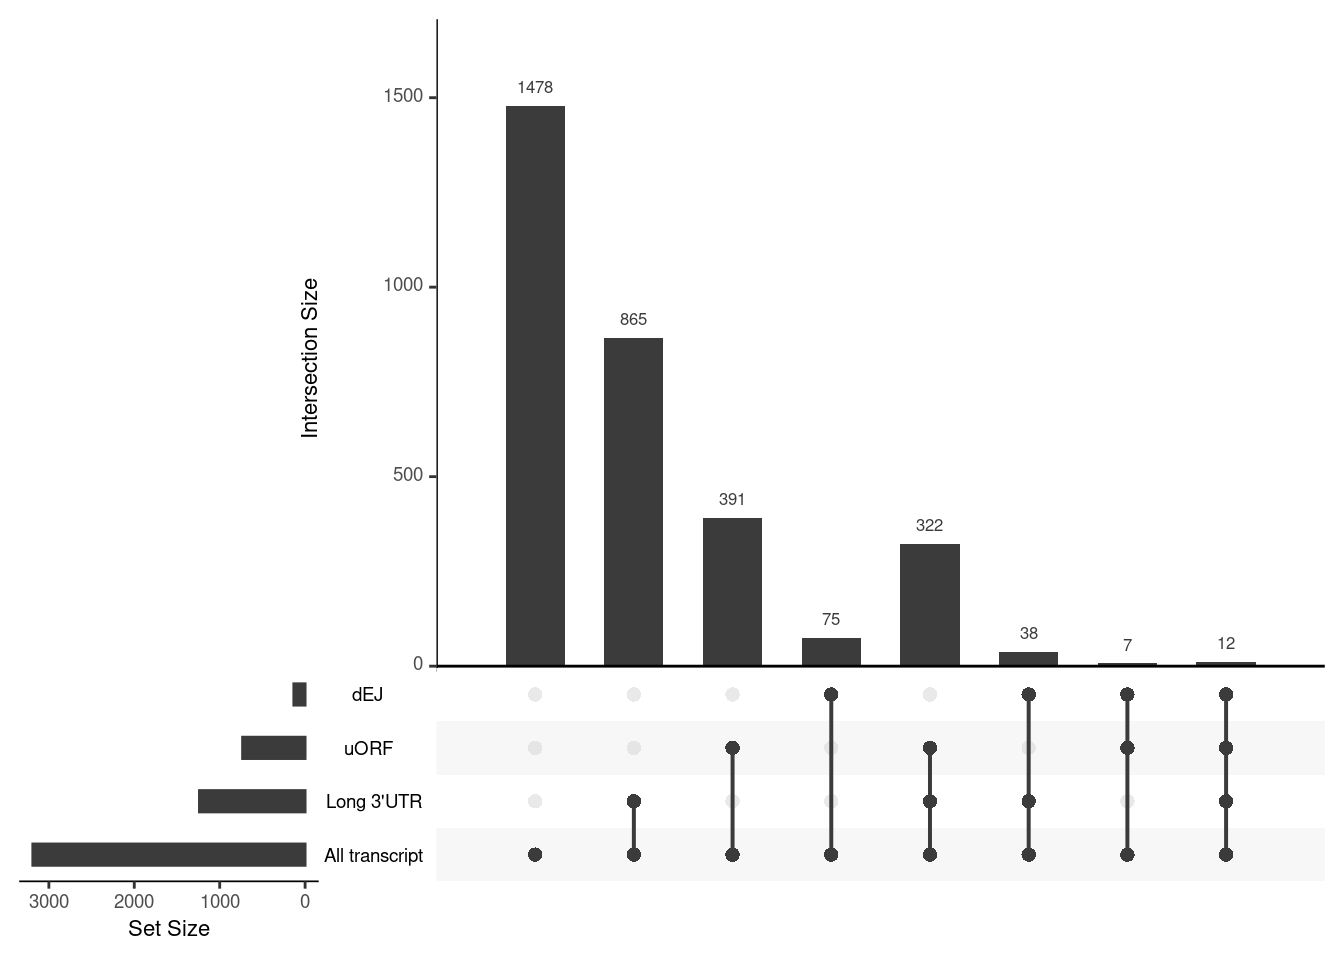 1478
1500
865
1000
Intersection Size
391
500
322
75
38
7
12
0
dEJ
uORF
Long 3'UTR
All transcript
3000 2000 1000 0
Set Size